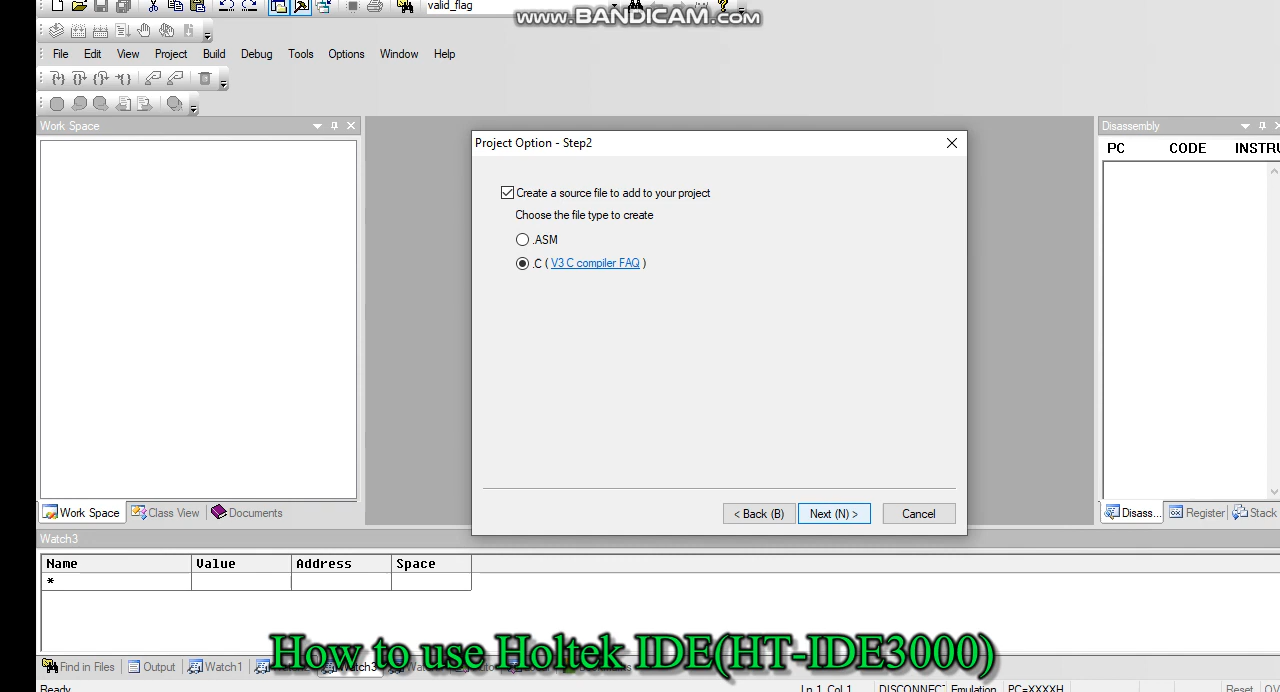 valid_flag
www.BANDICAM.com
File Edit View Project Build Debug Tools Options Window Help
Work Space
Disassembly
PC CODE INSTRU
Project Option - Step2
Create a source file to add to your project
Choose the file type to create
.ASM
.C ( V3 C compiler FAQ )
< Back (B) Next (N) > Cancel
Work Space Class View Documents
Disass... Register Stack
Watch3
Name Value Address Space
*
How to use Holtek IDE(HT-IDE3000)
Find in Files Output Watch1
Ready Ln 1, Col 1 DISCONNECT Emulation PC=XXXXH Reset OV